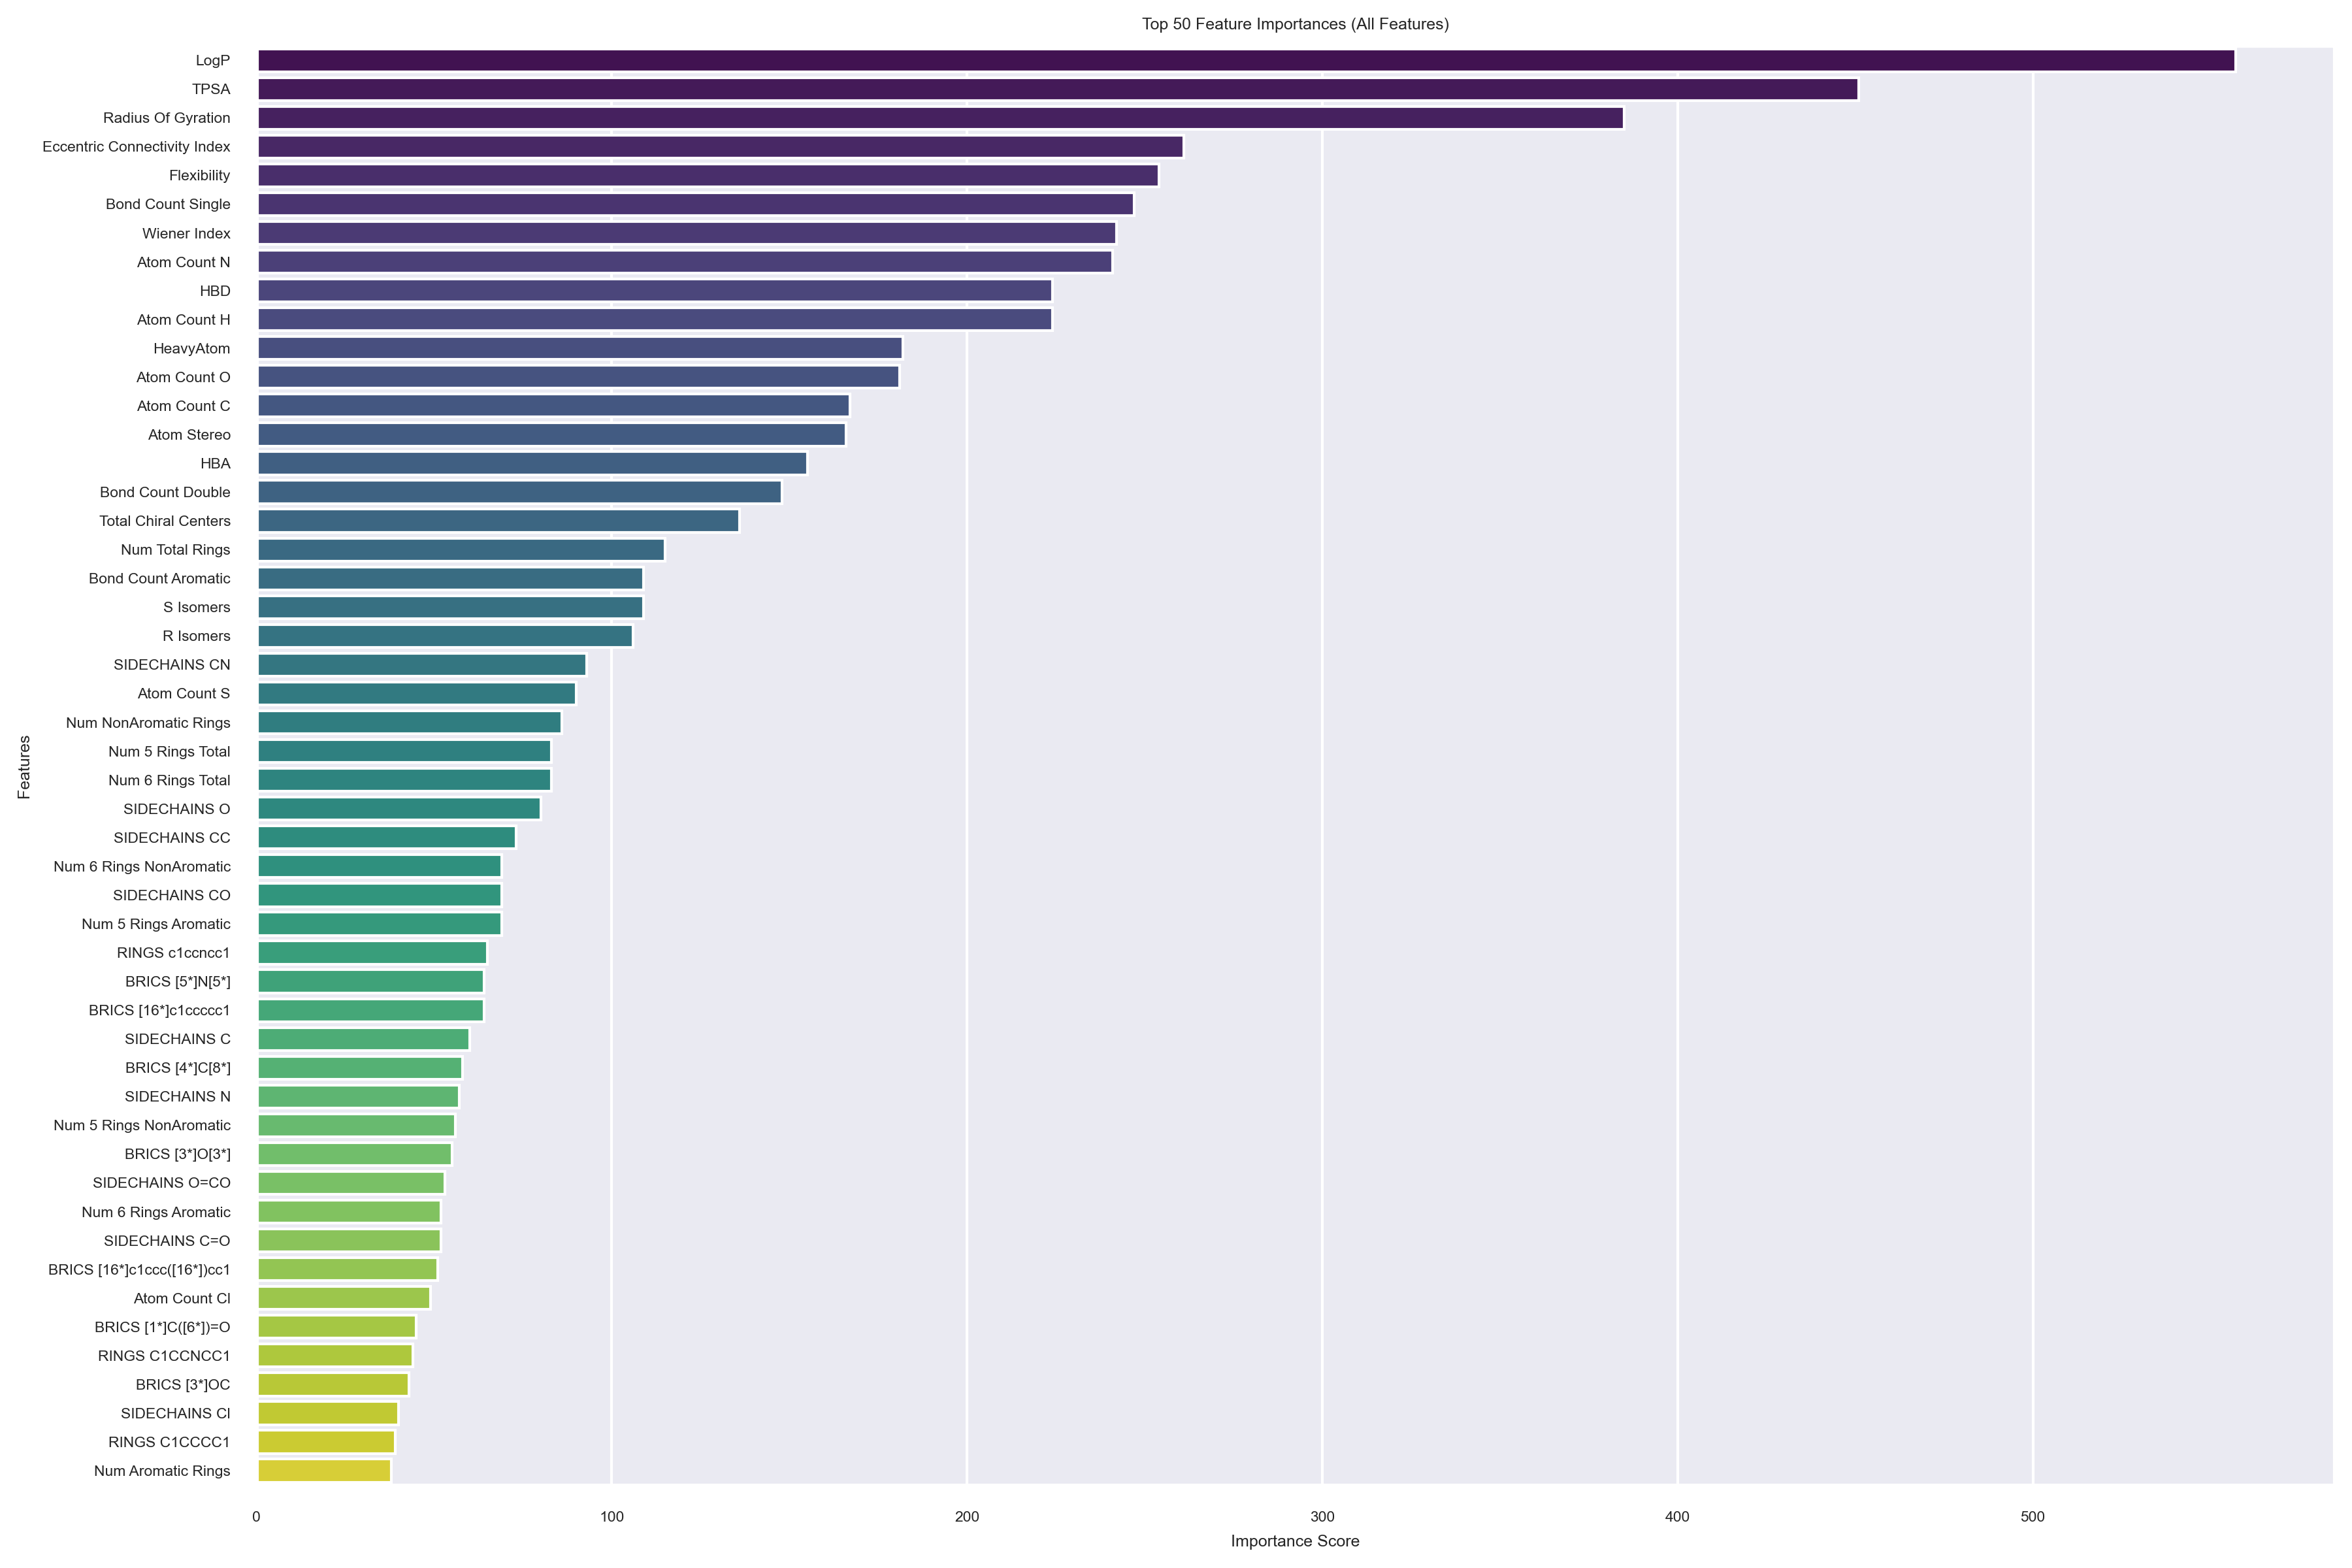 Top 50 Feature Importances (All Features)
LogP
TPSA
Radius Of Gyration
Eccentric Connectivity Index
Flexibility
Bond Count Single
Wiener Index
Atom Count N
HBD
Atom Count H
HeavyAtom
Atom Count O
Atom Count C
Atom Stereo
HBA
Bond Count Double
Total Chiral Centers
Num Total Rings
Bond Count Aromatic
S Isomers
R Isomers
SIDECHAINS CN
Atom Count S
Num NonAromatic Rings
Num 5 Rings Total
Num 6 Rings Total
SIDECHAINS O
SIDECHAINS CC
Num 6 Rings NonAromatic
SIDECHAINS CO
Num 5 Rings Aromatic
RINGS c1ccncc1
BRICS [5*]N[5*]
BRICS [16*]c1ccccc1
SIDECHAINS C
BRICS [4*]C[8*]
SIDECHAINS N
Num 5 Rings NonAromatic
BRICS [3*]O[3*]
SIDECHAINS O=CO
Num 6 Rings Aromatic
SIDECHAINS C=O
BRICS [16*]c1ccc([16*])cc1
Atom Count Cl
BRICS [1*]C([6*])=O
RINGS C1CCNCC1
BRICS [3*]OC
SIDECHAINS Cl
RINGS C1CCCC1
Num Aromatic Rings
Features
0 100 200 300 400 500
Importance Score